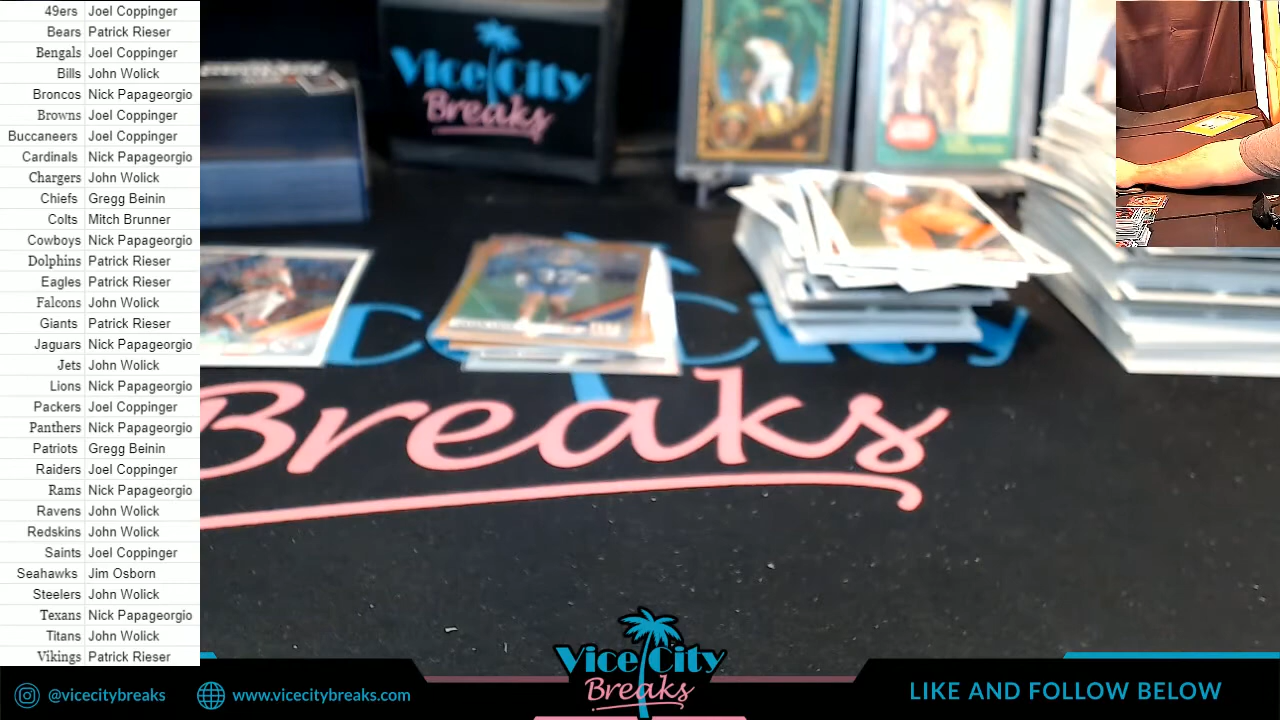 49ers Joel Coppinger
Bears Patrick Rieser
Bengals Joel Coppinger
Bills John Wolick
Broncos Nick Papageorgio
Browns Joel Coppinger
Buccaneers Joel Coppinger
Cardinals Nick Papageorgio
Chargers John Wolick
Chiefs Gregg Beinin
Colts Mitch Brunner
Cowboys Nick Papageorgio
Dolphins Patrick Rieser
Eagles Patrick Rieser
Falcons John Wolick
Giants Patrick Rieser
Jaguars Nick Papageorgio
Jets John Wolick
Lions Nick Papageorgio
Packers Joel Coppinger
Panthers Nick Papageorgio
Patriots Gregg Beinin
Raiders Joel Coppinger
Rams Nick Papageorgio
Ravens John Wolick
Redskins John Wolick
Saints Joel Coppinger
Seahawks Jim Osborn
Steelers John Wolick
Texans Nick Papageorgio
Titans John Wolick
Vikings Patrick Rieser
Vice City
Breaks
City
Breaks
Vice City
Breaks
@vicecitybreaks
www.vicecitybreaks.com
LIKE AND FOLLOW BELOW